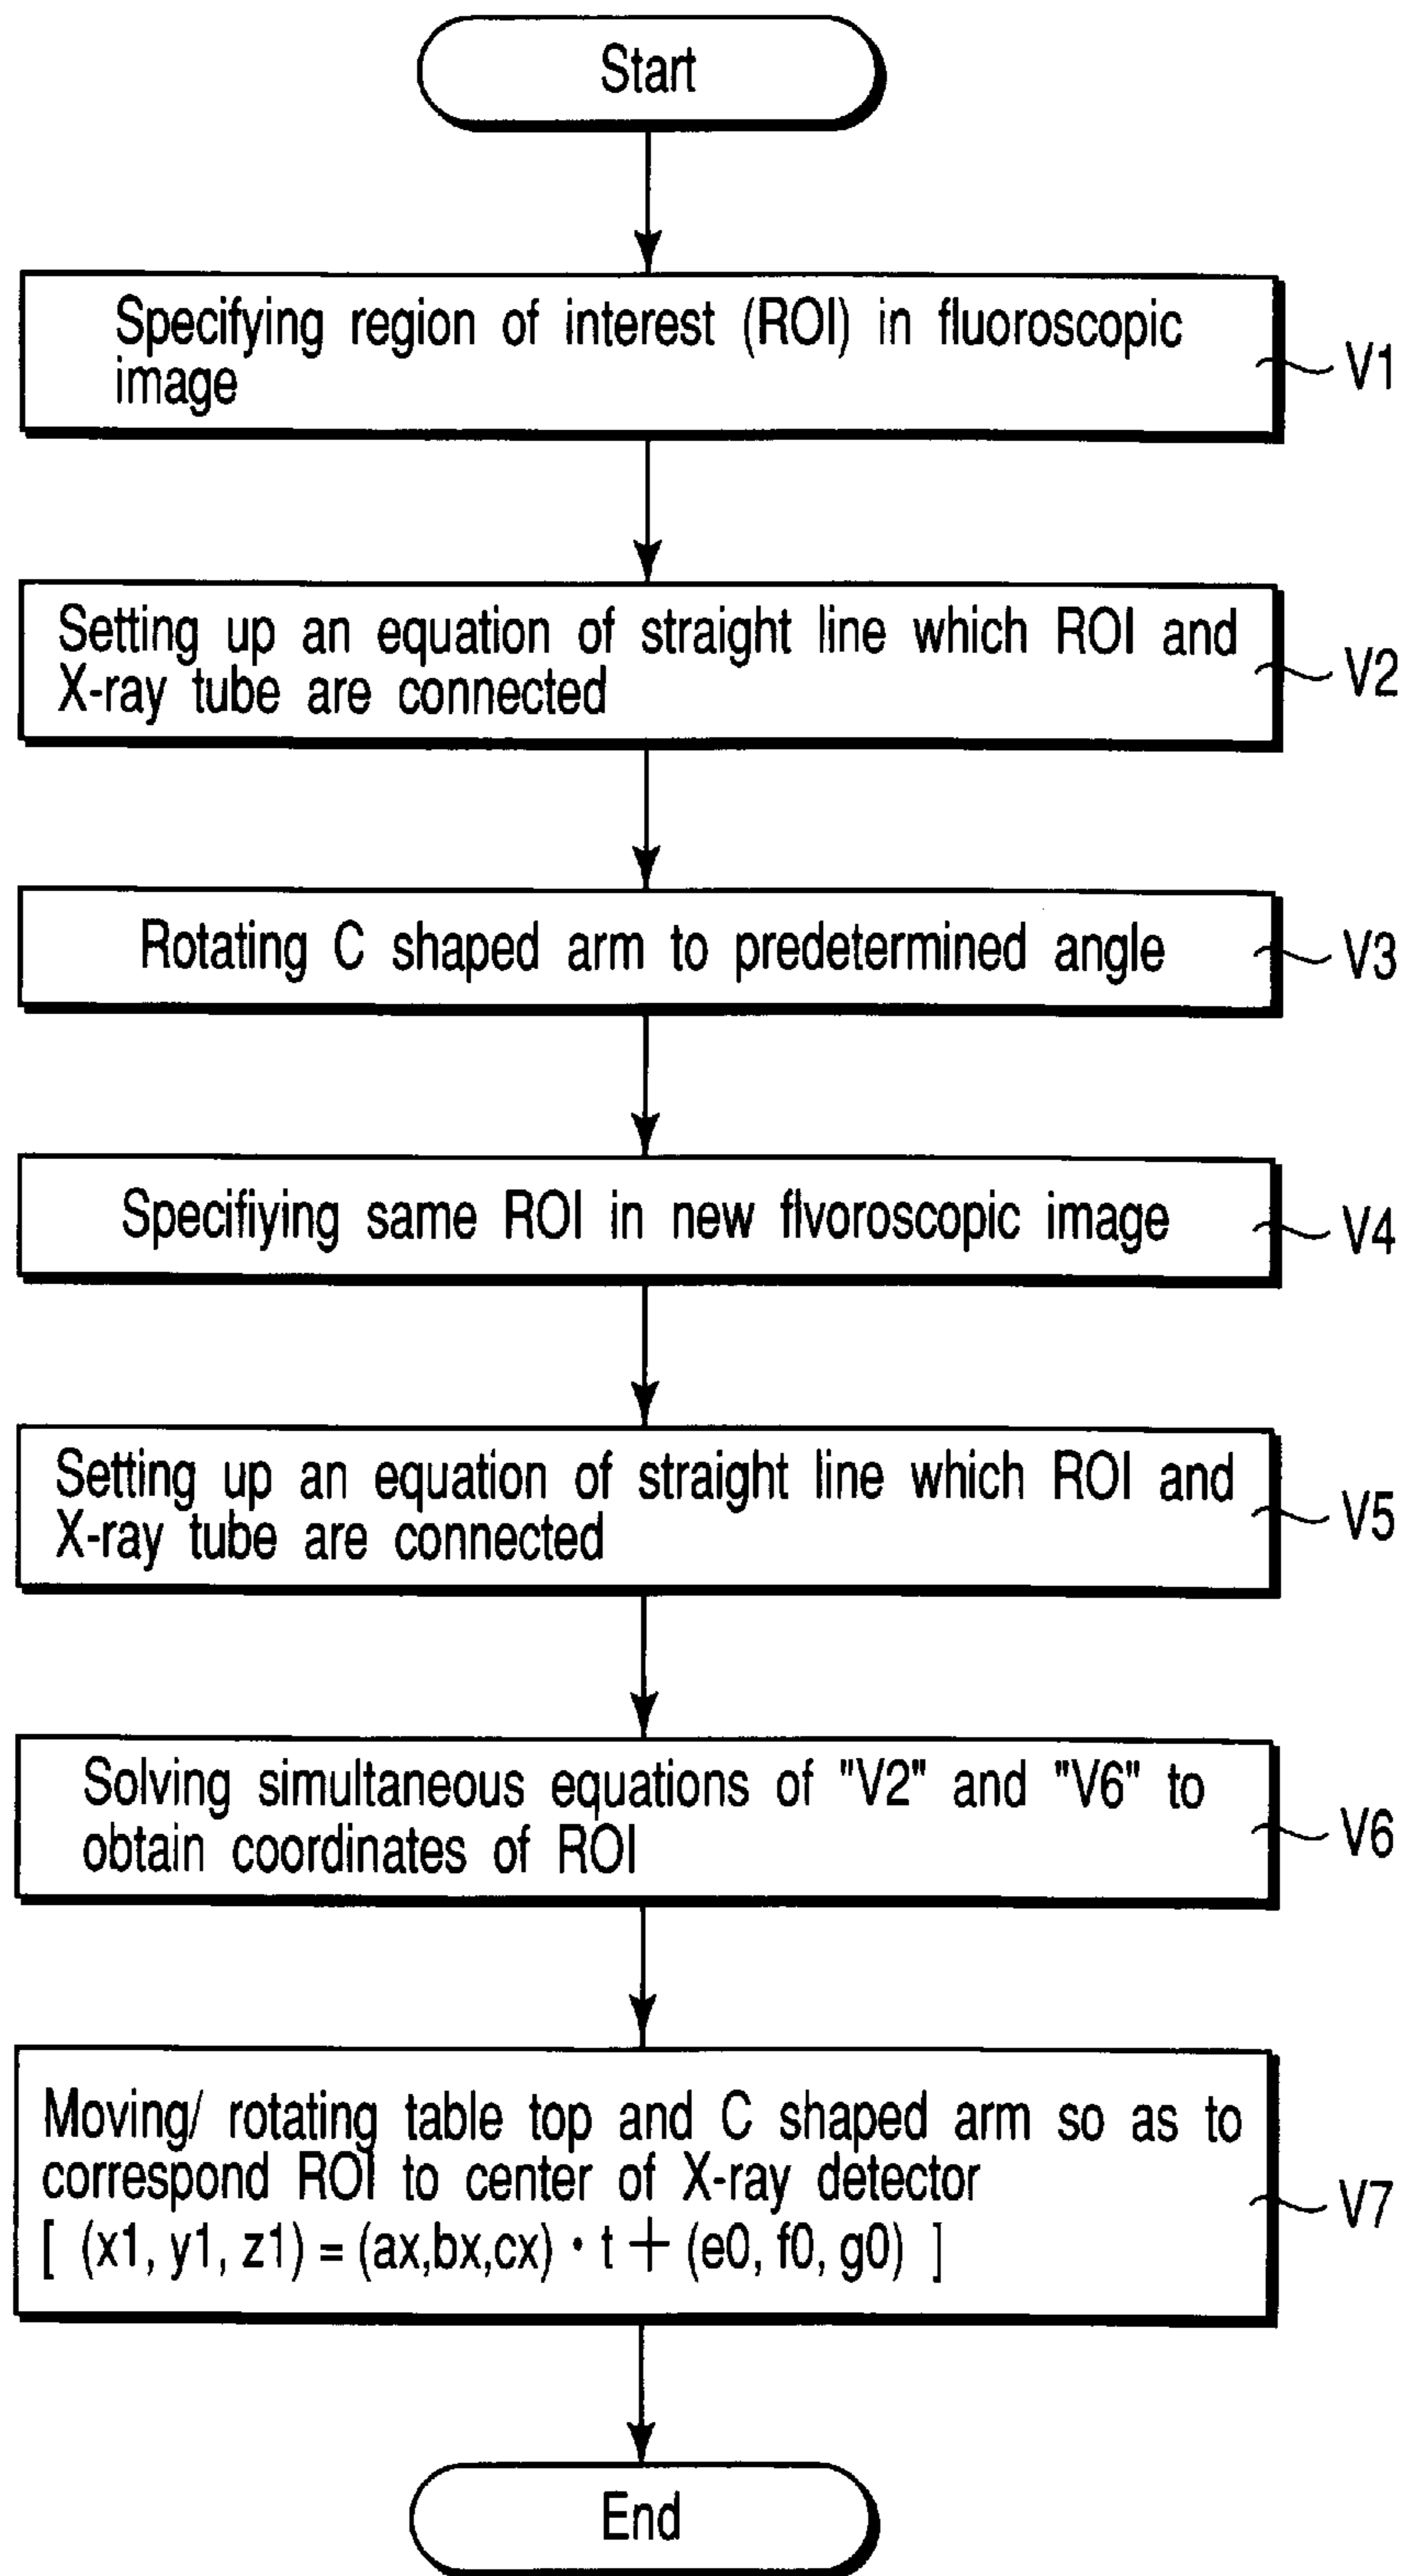 Start
Specifying region of interest (ROI) in fluoroscopic
image
V1
Setting up an equation of straight line which ROI and
X-ray tube are connected
V2
Rotating C shaped arm to predetermined angle
V3
Specifiying same ROI in new flvoroscopic image
V4
Setting up an equation of straight line which ROI and
X-ray tube are connected
V5
Solving simultaneous equations of "V2" and "V6" to
obtain coordinates of ROI
V6
Moving/ rotating table top and C shaped arm so as to
correspond ROI to center of X-ray detector
[ (x1, y1, z1) = (ax,bx,cx) · t + (e0, f0, g0) ]
V7
End